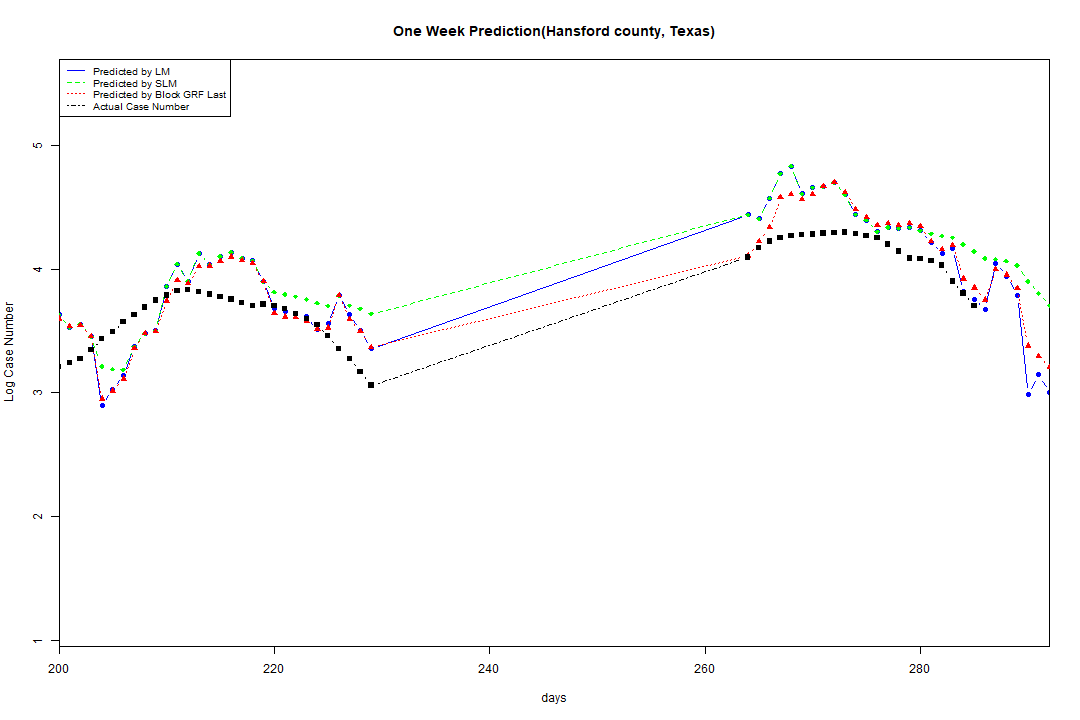 One Week Prediction(Hansford county, Texas)
Predicted by LM
Predicted by SLM
Predicted by Block GRF Last
Actual Case Number
5
4
3
2
1
Log Case Number
200 220 240 260 280
days